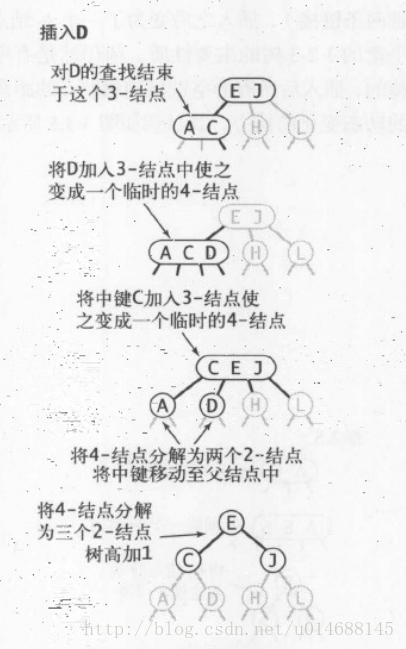 插入D
对D的查找结束
于这个3-结点
E J
A C
H
L
将D加入3-结点中使之
变成一个临时的4-结点
E J
A C D
H
L
将中键C加入3-结点使
之变成一个临时的4-结点
C E J
A
D
H
L
将4-结点分解为两个2-结点
将中键移动至父结点中
将4-结点分解
为三个2-结点
树高加1
E
C
J
A
D
H
L
http://blog.csdn.net/u014688145